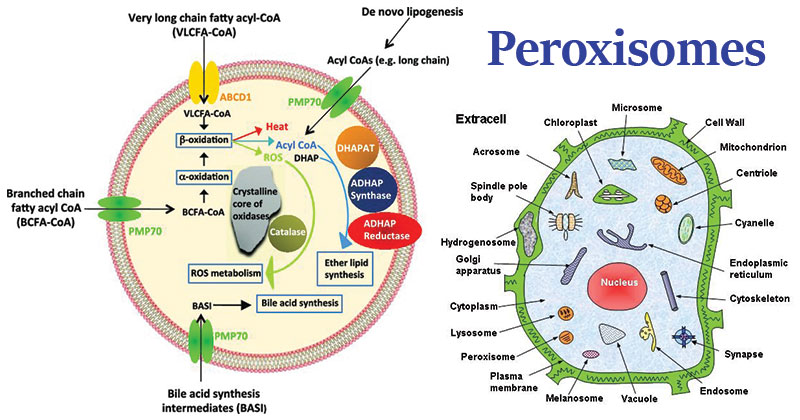 Peroxisomes
Very long chain fatty acyl-CoA
(VLCFA-CoA)
De novo lipogenesis
Acyl CoAs (e.g. long chain)
ABCD1
PMP70
VLCFA-CoA
β-oxidation
Heat
Acyl CoA
ROS
DHAP
DHAPAT
α-oxidation
ADHAP
Synthase
Branched chain
fatty acyl CoA
(BCFA-CoA)
PMP70
BCFA-CoA
Crystalline
core of
oxidases
Catalase
ADHAP
Reductase
ROS metabolism
Ether lipid
synthesis
BASI
Bile acid synthesis
PMP70
Bile acid synthesis
intermediates (BASI)
Extracell
Microsome
Chloroplast
Cell Wall
Acrosome
Mitochondrion
Centriole
Spindle pole
body
Cyanelle
Hydrogenosome
Golgi
apparatus
Endoplasmic
reticulum
Nucleus
Cytoplasm
Cytoskeleton
Lysosome
Peroxisome
Synapse
Plasma
membrane
Melanosome
Vacuole
Endosome